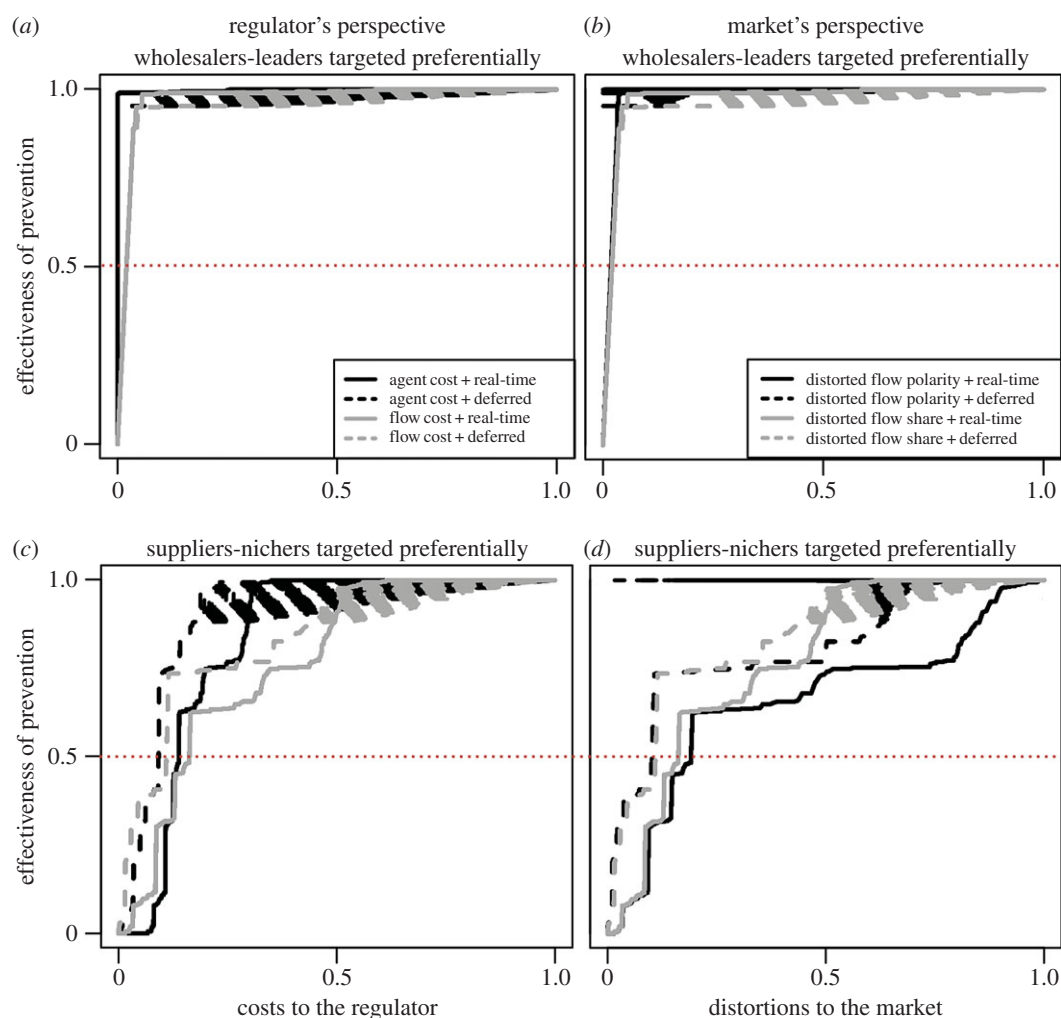 (a) regulator's perspective
wholesalers-leaders targeted preferentially
(b) market's perspective
wholesalers-leaders targeted preferentially
effectiveness of prevention
1.0
0.5
0
agent cost + real-time
agent cost + deferred
flow cost + real-time
flow cost + deferred
0 0.5 1.0
distorted flow polarity + real-time
distorted flow polarity + deferred
distorted flow share + real-time
distorted flow share + deferred
0 0.5 1.0
(c) suppliers-nichers targeted preferentially
(d) suppliers-nichers targeted preferentially
effectiveness of prevention
1.0
0.5
0
0 0.5 1.0
costs to the regulator
0 0.5 1.0
distortions to the market